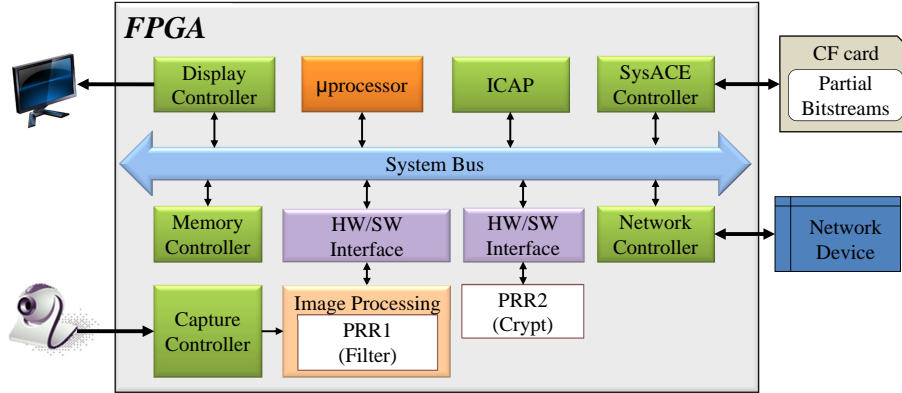 FPGA
Display
Controller
μprocessor
ICAP
SysACE
Controller
CF card
Partial
Bitstreams
System Bus
Memory
Controller
HW/SW
Interface
HW/SW
Interface
Network
Controller
Network
Device
Capture
Controller
Image Processing
PRR1
(Filter)
PRR2
(Crypt)